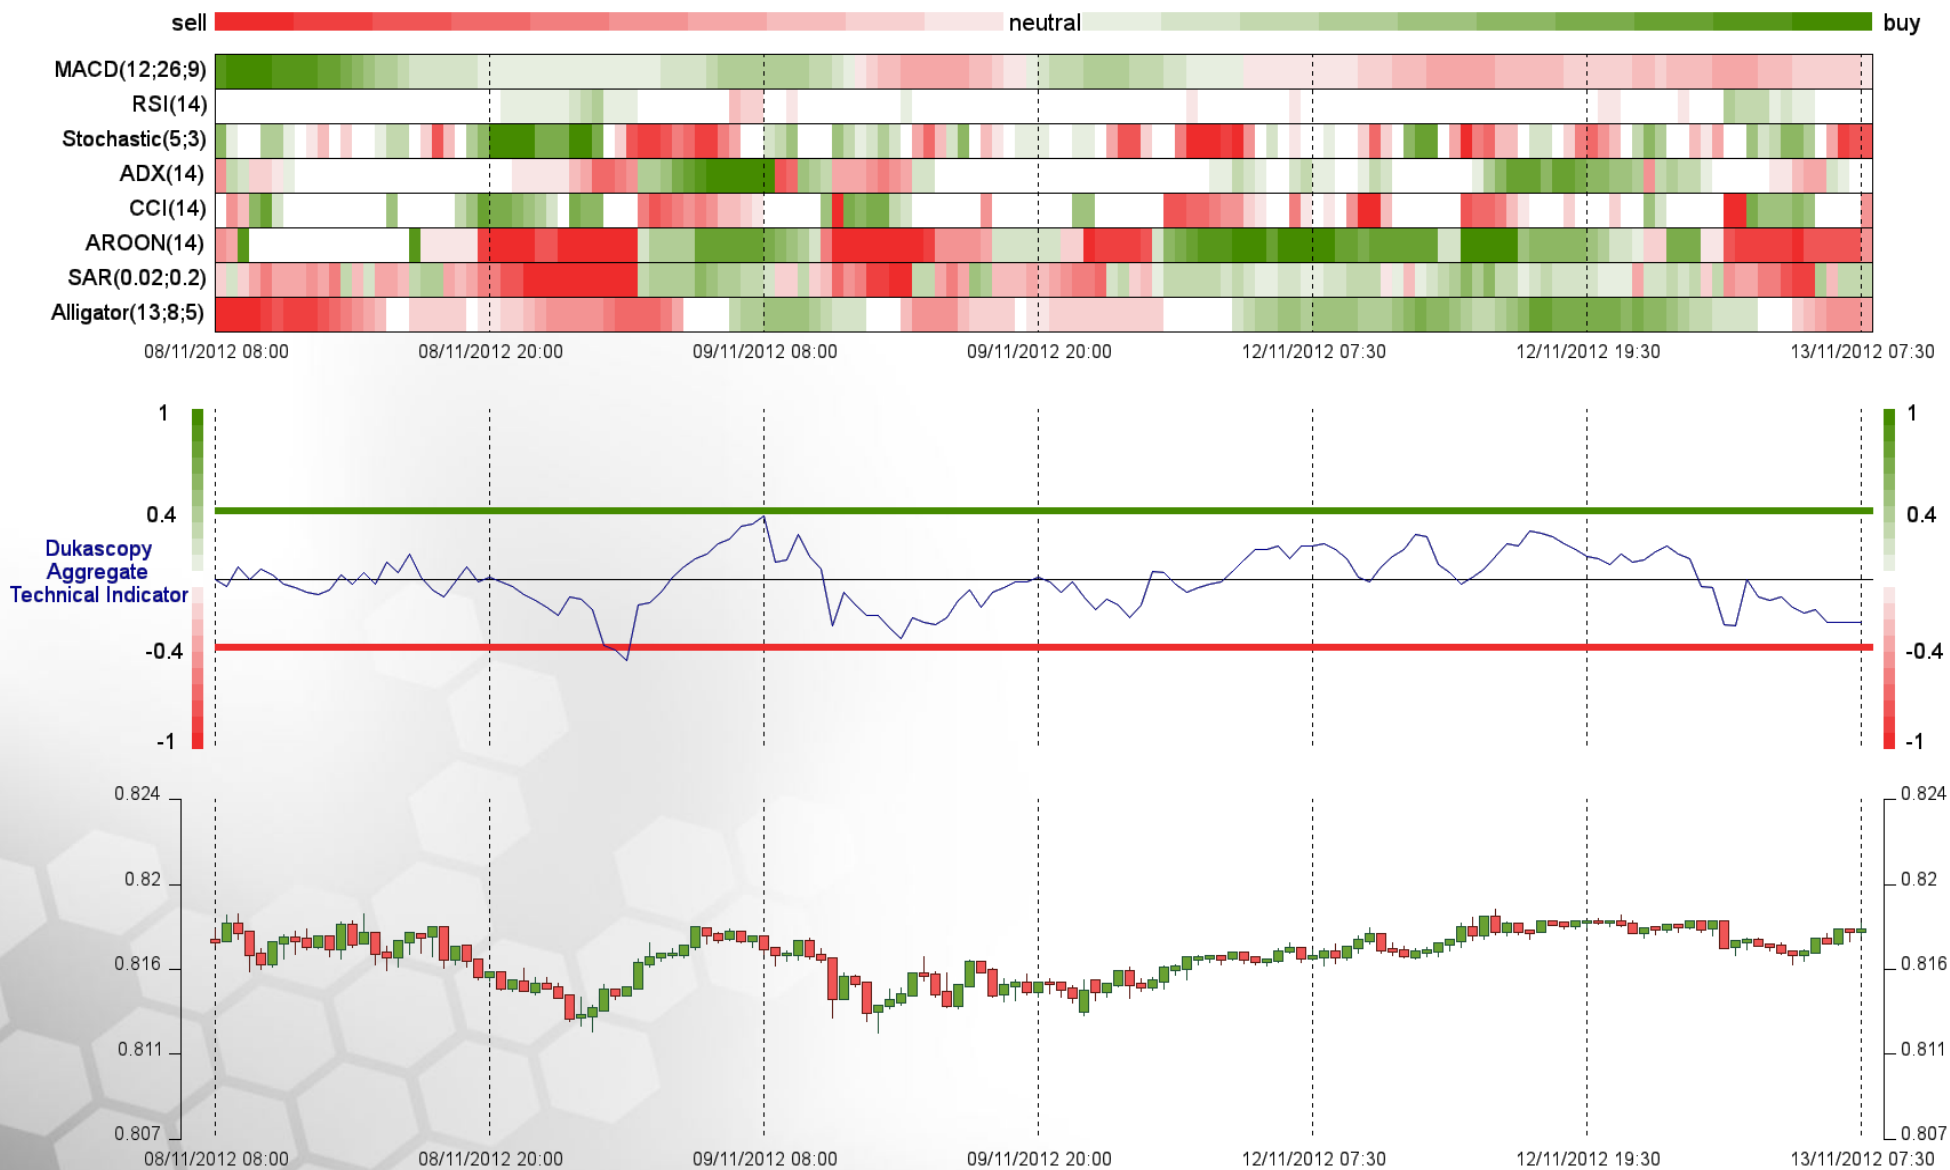 sell neutral buy
MACD(12;26;9)
RSI(14)
Stochastic(5;3)
ADX(14)
CCI(14)
AROON(14)
SAR(0.02;0.2)
Alligator(13;8;5)
08/11/2012 08:00 08/11/2012 20:00 09/11/2012 08:00 09/11/2012 20:00 12/11/2012 07:30 12/11/2012 19:30 13/11/2012 07:30
1 1
0.4 0.4
Dukascopy
Aggregate
Technical Indicator
-0.4 -0.4
-1 -1
0.824 0.824
0.82 0.82
0.816 0.816
0.811 0.811
0.807 0.807
08/11/2012 08:00 08/11/2012 20:00 09/11/2012 08:00 09/11/2012 20:00 12/11/2012 07:30 12/11/2012 19:30 13/11/2012 07:30